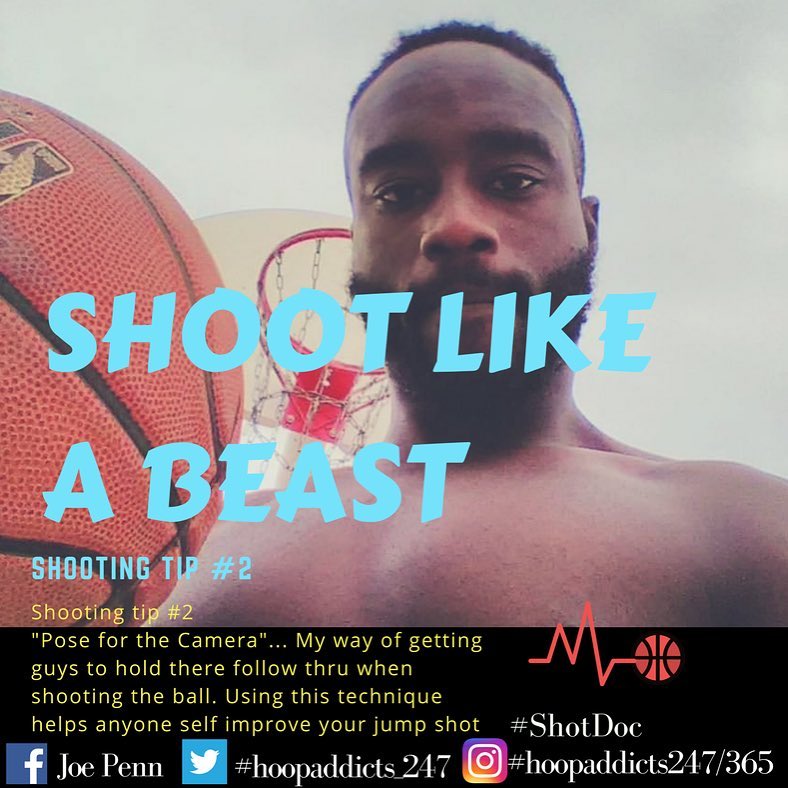 SHOOT LIKE
A BEAST
SHOOTING TIP #2
Shooting tip #2
"Pose for the Camera"... My way of getting
guys to hold there follow thru when
shooting the ball. Using this technique
helps anyone self improve your jump shot
#ShotDoc
f Joe Penn #hoopaddicts_247 #hoopaddicts247/365